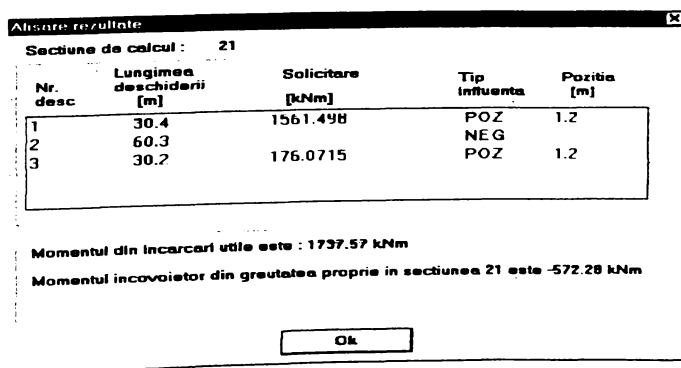 Afisare rezultate
Sectiune de calcul : 21
Nr. desc Lungimea deschiderii [m] Solicitare [kNm] Tip influenta Pozitia [m]
1 30.4 1561.498 POZ 1.2
2 60.3 NEG
3 30.2 176.0715 POZ 1.2
Momentul din incarcari utile este : 1737.57 kNm
Momentul incovoietor din greutatea proprie in sectiunea 21 este -572.28 kNm
Ok